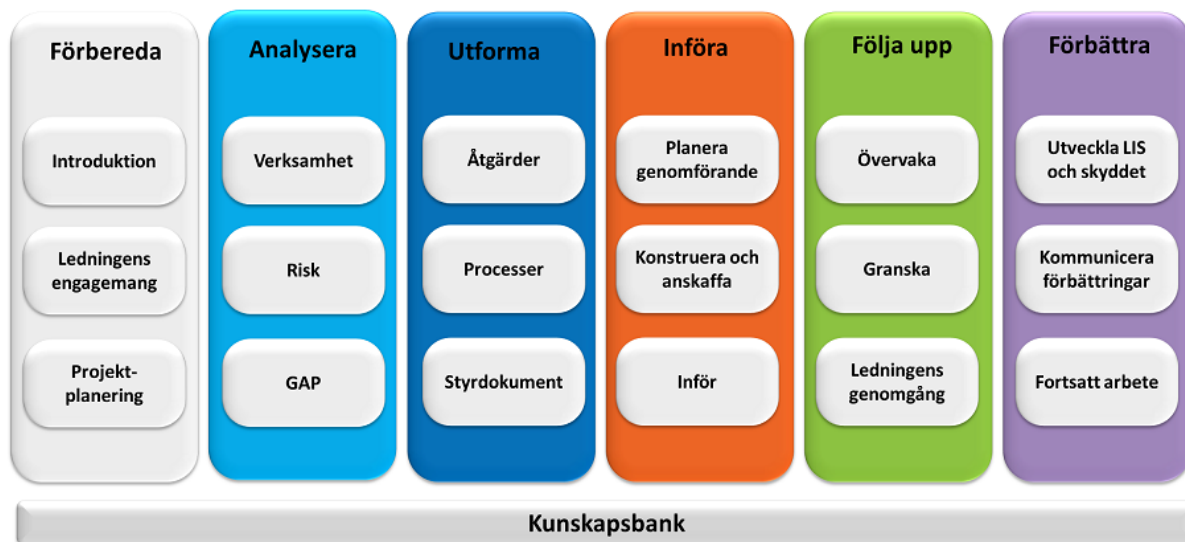 Förbereda
Introduktion
Ledningens
engagemang
Projekt-
planering
Analysera
Verksamhet
Risk
GAP
Utforma
Åtgärder
Processer
Styrdokument
Införa
Planera
genomförande
Konstruera och
anskaffa
Inför
Följa upp
Övervaka
Granska
Ledningens
genomgång
Förbättra
Utveckla LIS
och skyddet
Kommunicera
förbättringar
Fortsatt arbete
Kunskapsbank